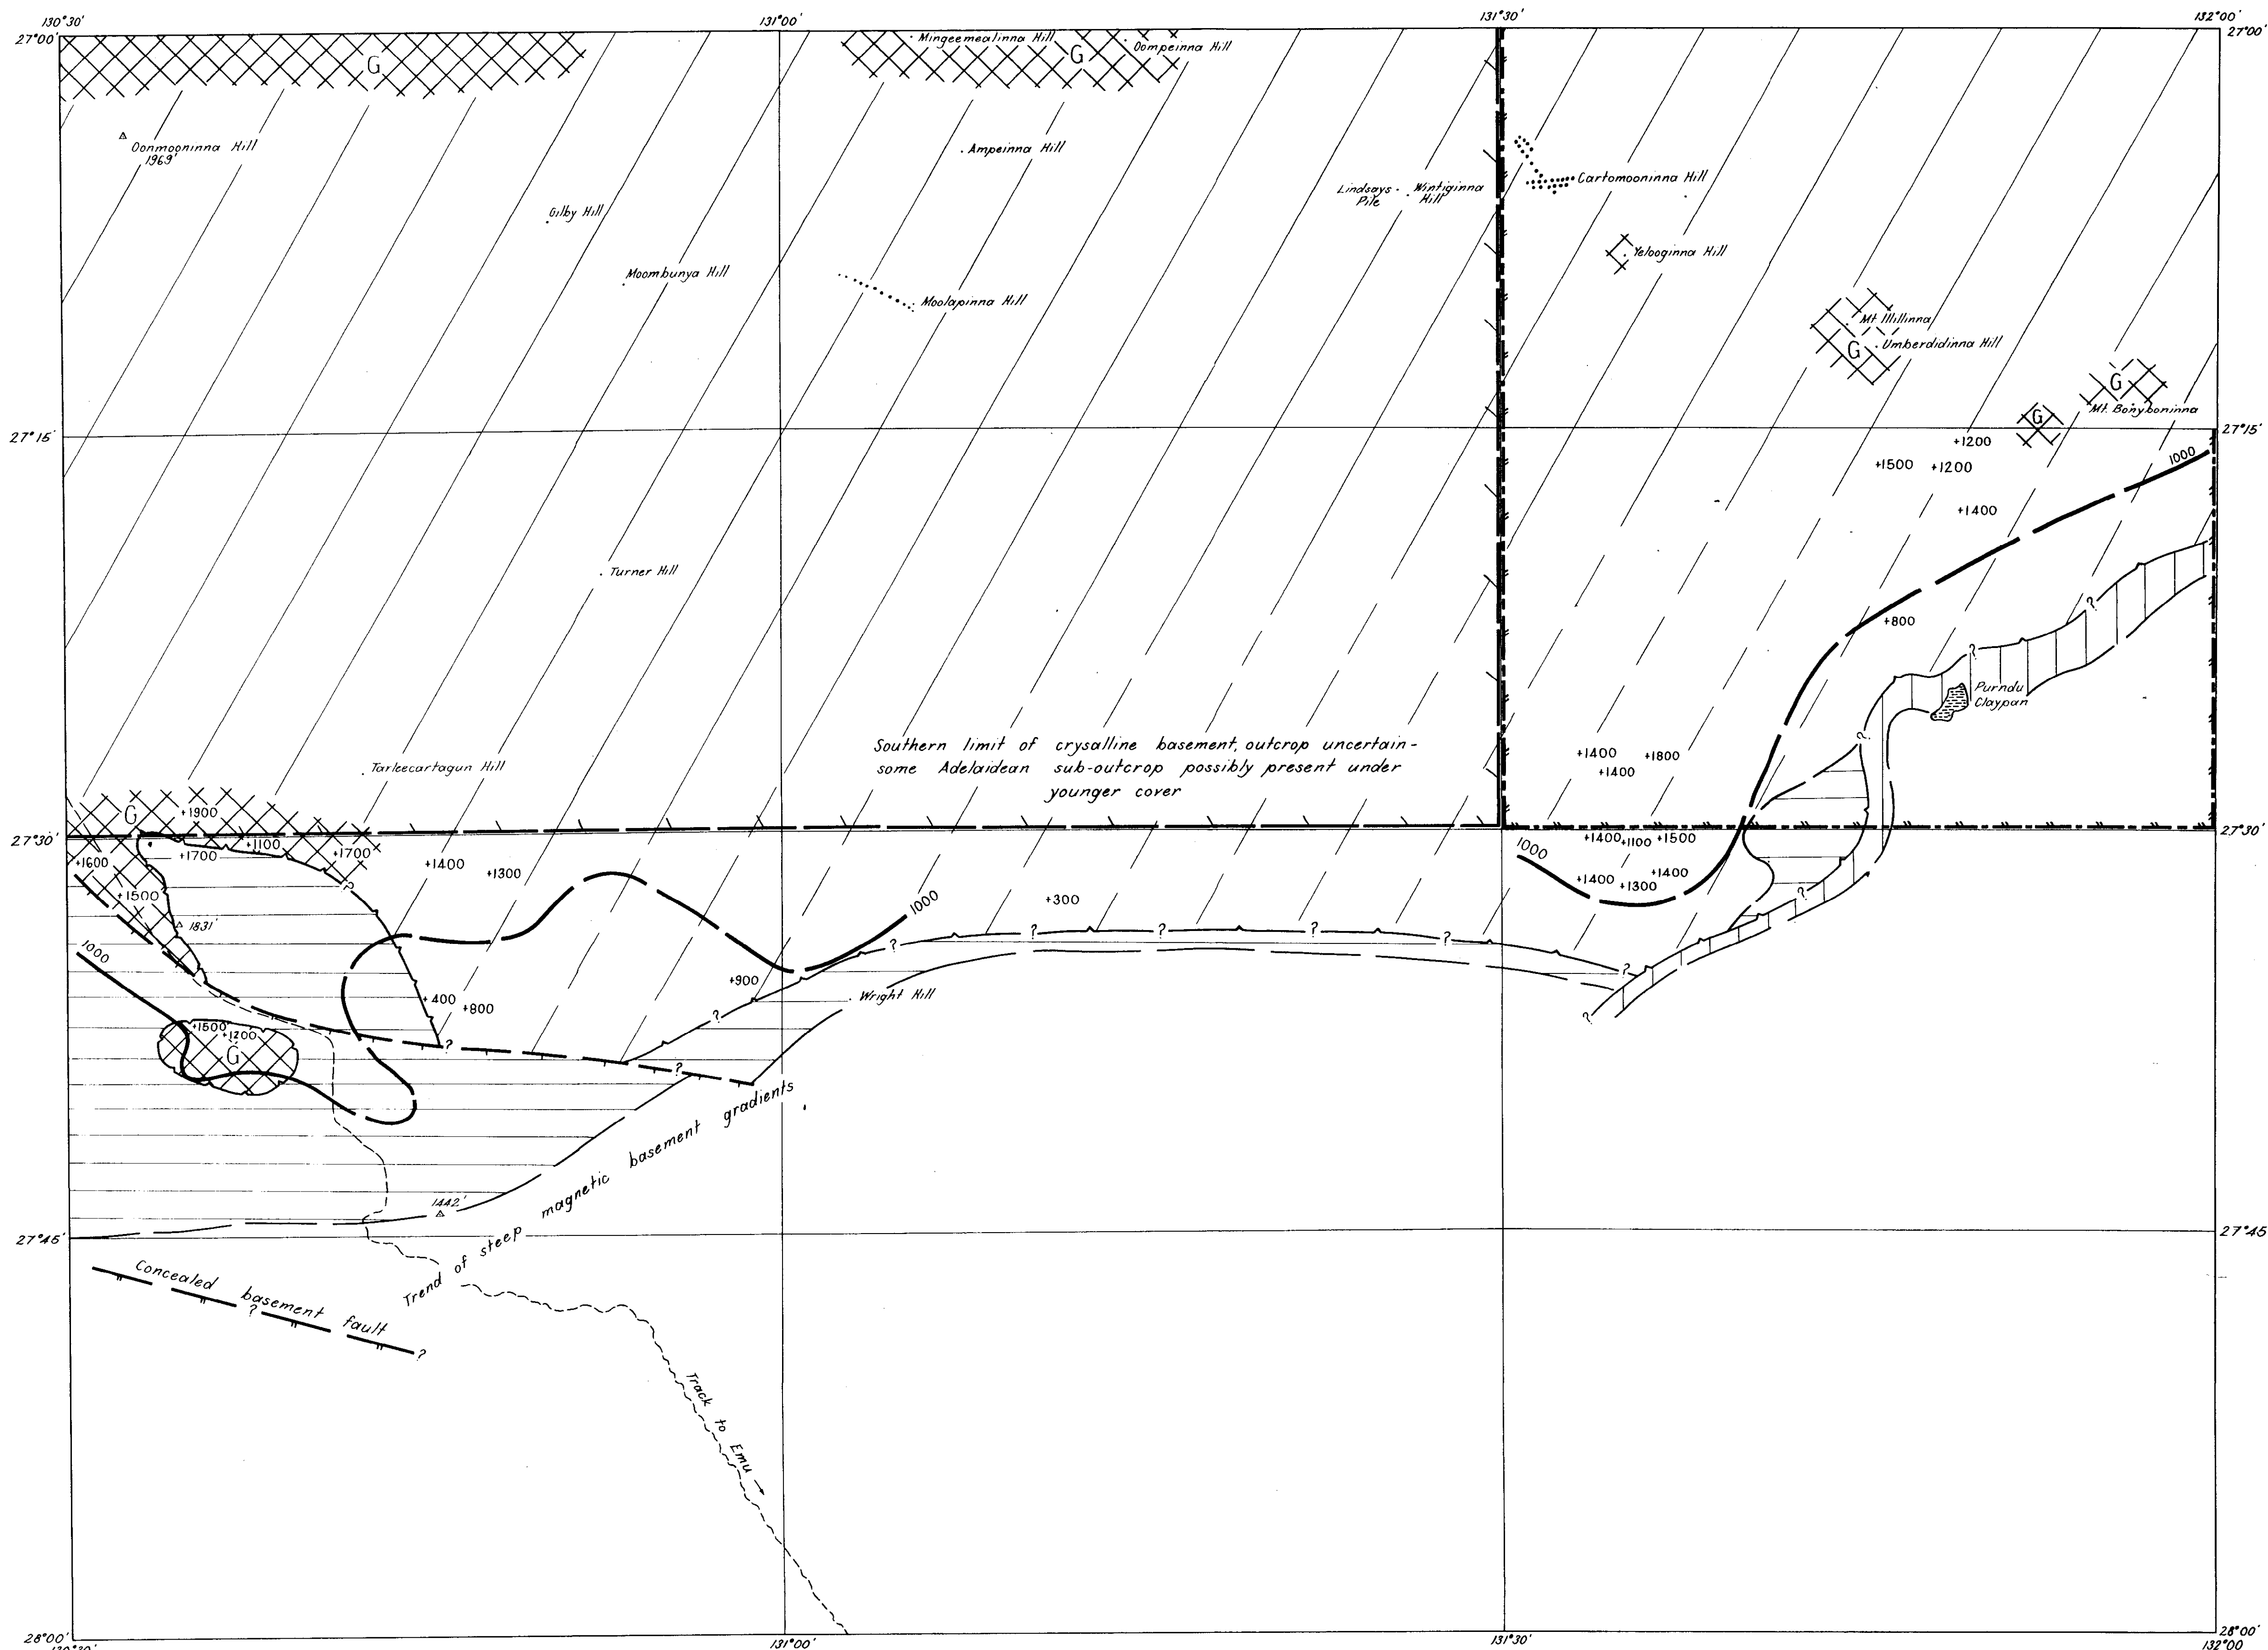 130°30'
131°00'
131°30'
132°00'
27°00'
27°00'
G
Mingeemealinna Hill
G
Oompeinna Hill
Oonmooninna Hill
1969'
Ampeinna Hill
Lindsays Pile
Wintiginna Hill
Cartomooninna Hill
Gilby Hill
Yelooginna Hill
Moombunya Hill
Moolapinna Hill
Mt Illillinna
Umberdidinna Hill
G
G
Mt. Bonyboninna
G
27°15'
27°15'
+1200
+1500
+1200
1000
+1400
Turner Hill
+800
?
?
Purndu
Claypan
?
Southern limit of crysalline basement, outcrop uncertain-
some Adelaidean sub-outcrop possibly present under
younger cover
+1400
+1800
+1400
Tarleecartagun Hill
G
+1900
27°30'
27°30'
+1600
+1700
+1100
+1700
+1400
+1300
+1400
+1100
+1500
1000
+1400
+1300
+1400
?
?
+1500
1831'
1000
+300
1000
?
?
?
?
?
?
+400
+800
+900
Wright Hill
?
?
+1500
+1200
G
?
?
Trend of steep magnetic basement gradients
1442'
27°45'
27°45'
Concealed basement fault
?
?
Track to Emu
28°00'
28°00'
130°30'
131°00'
131°30'
132°00